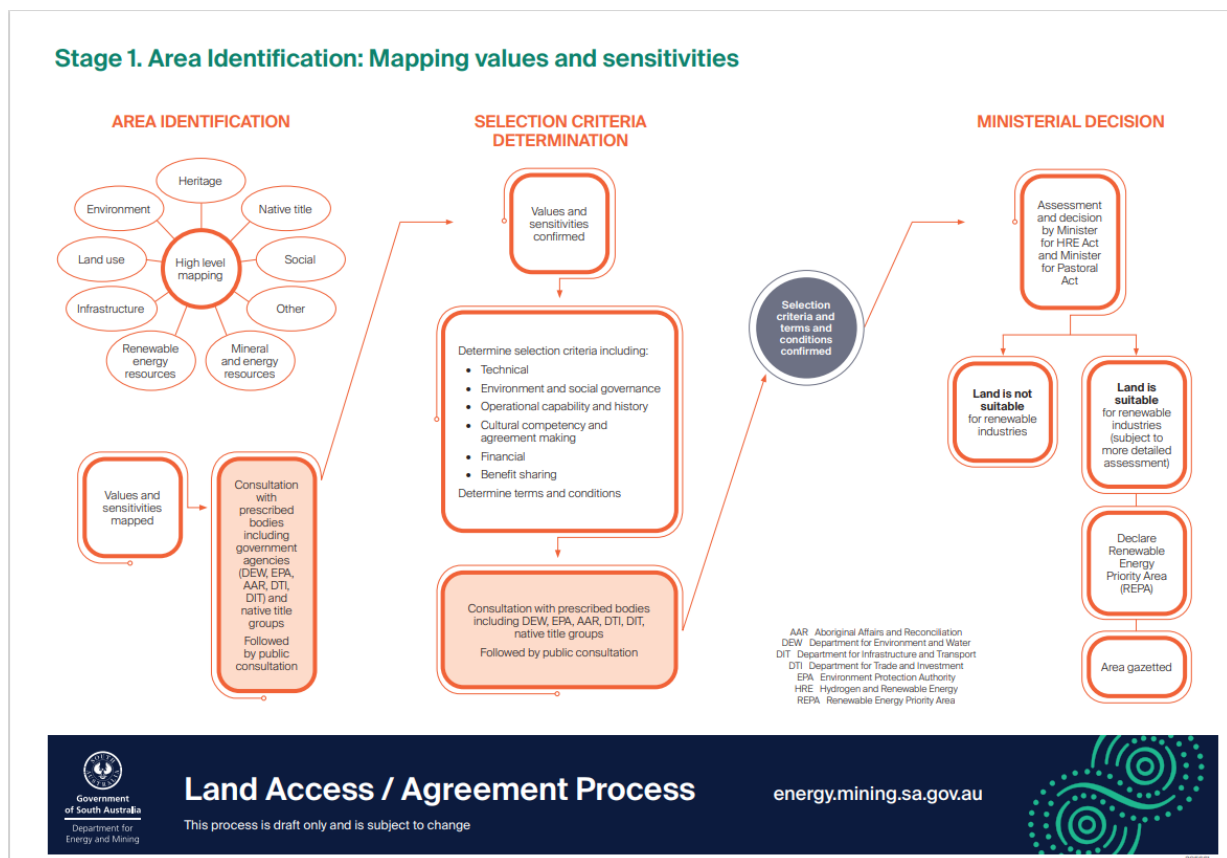 Stage 1. Area Identification: Mapping values and sensitivities
AREA IDENTIFICATION
Heritage
Environment
Native title
Land use
High level
mapping
Social
Infrastructure
Other
Renewable
energy
resources
Mineral
and energy
resources
Values and
sensitivities
mapped
Consultation
with
prescribed
bodies
including
government
agencies
(DEW, EPA,
AAR, DTI,
DIT) and
native title
groups
Followed
by public
consultation
SELECTION CRITERIA
DETERMINATION
Values and
sensitivities
confirmed
Determine selection criteria including:
• Technical
• Environment and social governance
• Operational capability and history
• Cultural competency and
agreement making
• Financial
• Benefit sharing
Determine terms and conditions
Consultation with prescribed bodies
including DEW, EPA, AAR, DTI, DIT,
native title groups
Followed by public consultation
Selection
criteria and
terms and
conditions
confirmed
MINISTERIAL DECISION
Assessment
and decision
by Minister
for HRE Act
and Minister
for Pastoral
Act
Land is not
suitable
for renewable
industries
Land is
suitable
for renewable
industries
(subject to
more detailed
assessment)
Declare
Renewable
Energy
Priority Area
(REPA)
Area gazetted
AAR Aboriginal Affairs and Reconciliation
DEW Department for Environment and Water
DIT Department for Infrastructure and Transport
DTI Department for Trade and Investment
EPA Environment Protection Authority
HRE Hydrogen and Renewable Energy
REPA Renewable Energy Priority Area
SOUTH
AUSTRALIA
Government
of South Australia
Department for
Energy and Mining
Land Access / Agreement Process
This process is draft only and is subject to change
energy.mining.sa.gov.au